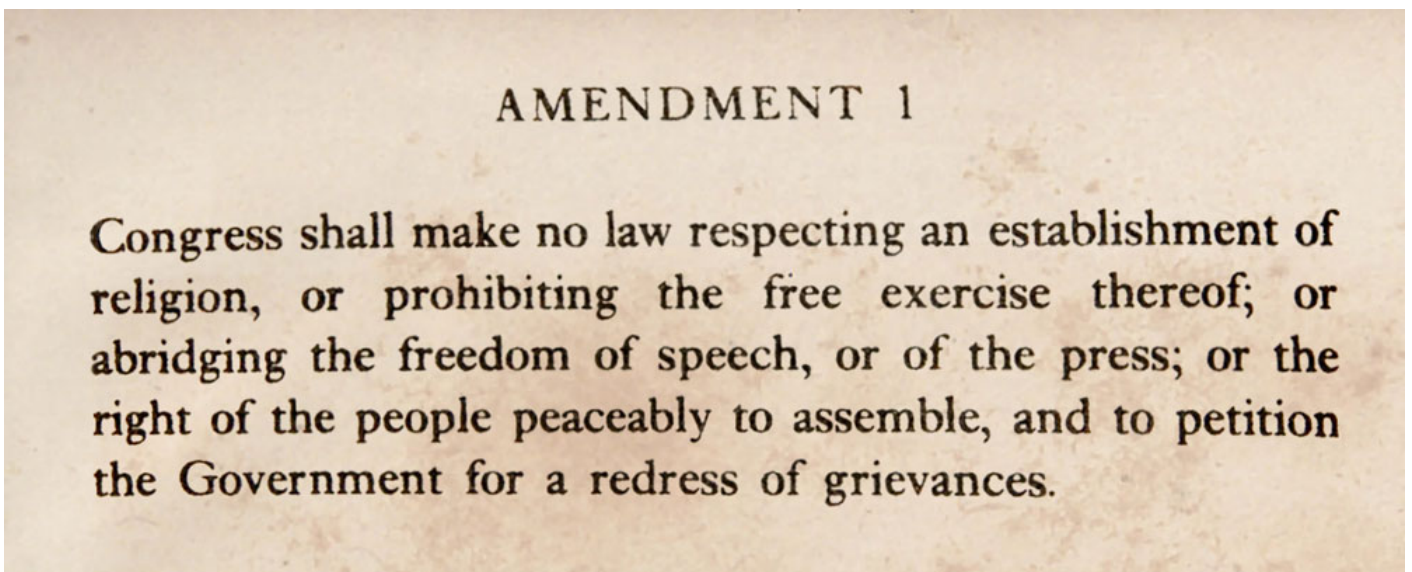 AMENDMENT 1
Congress shall make no law respecting an establishment of
religion, or prohibiting the free exercise thereof; or
abridging the freedom of speech, or of the press; or the
right of the people peaceably to assemble, and to petition
the Government for a redress of grievances.